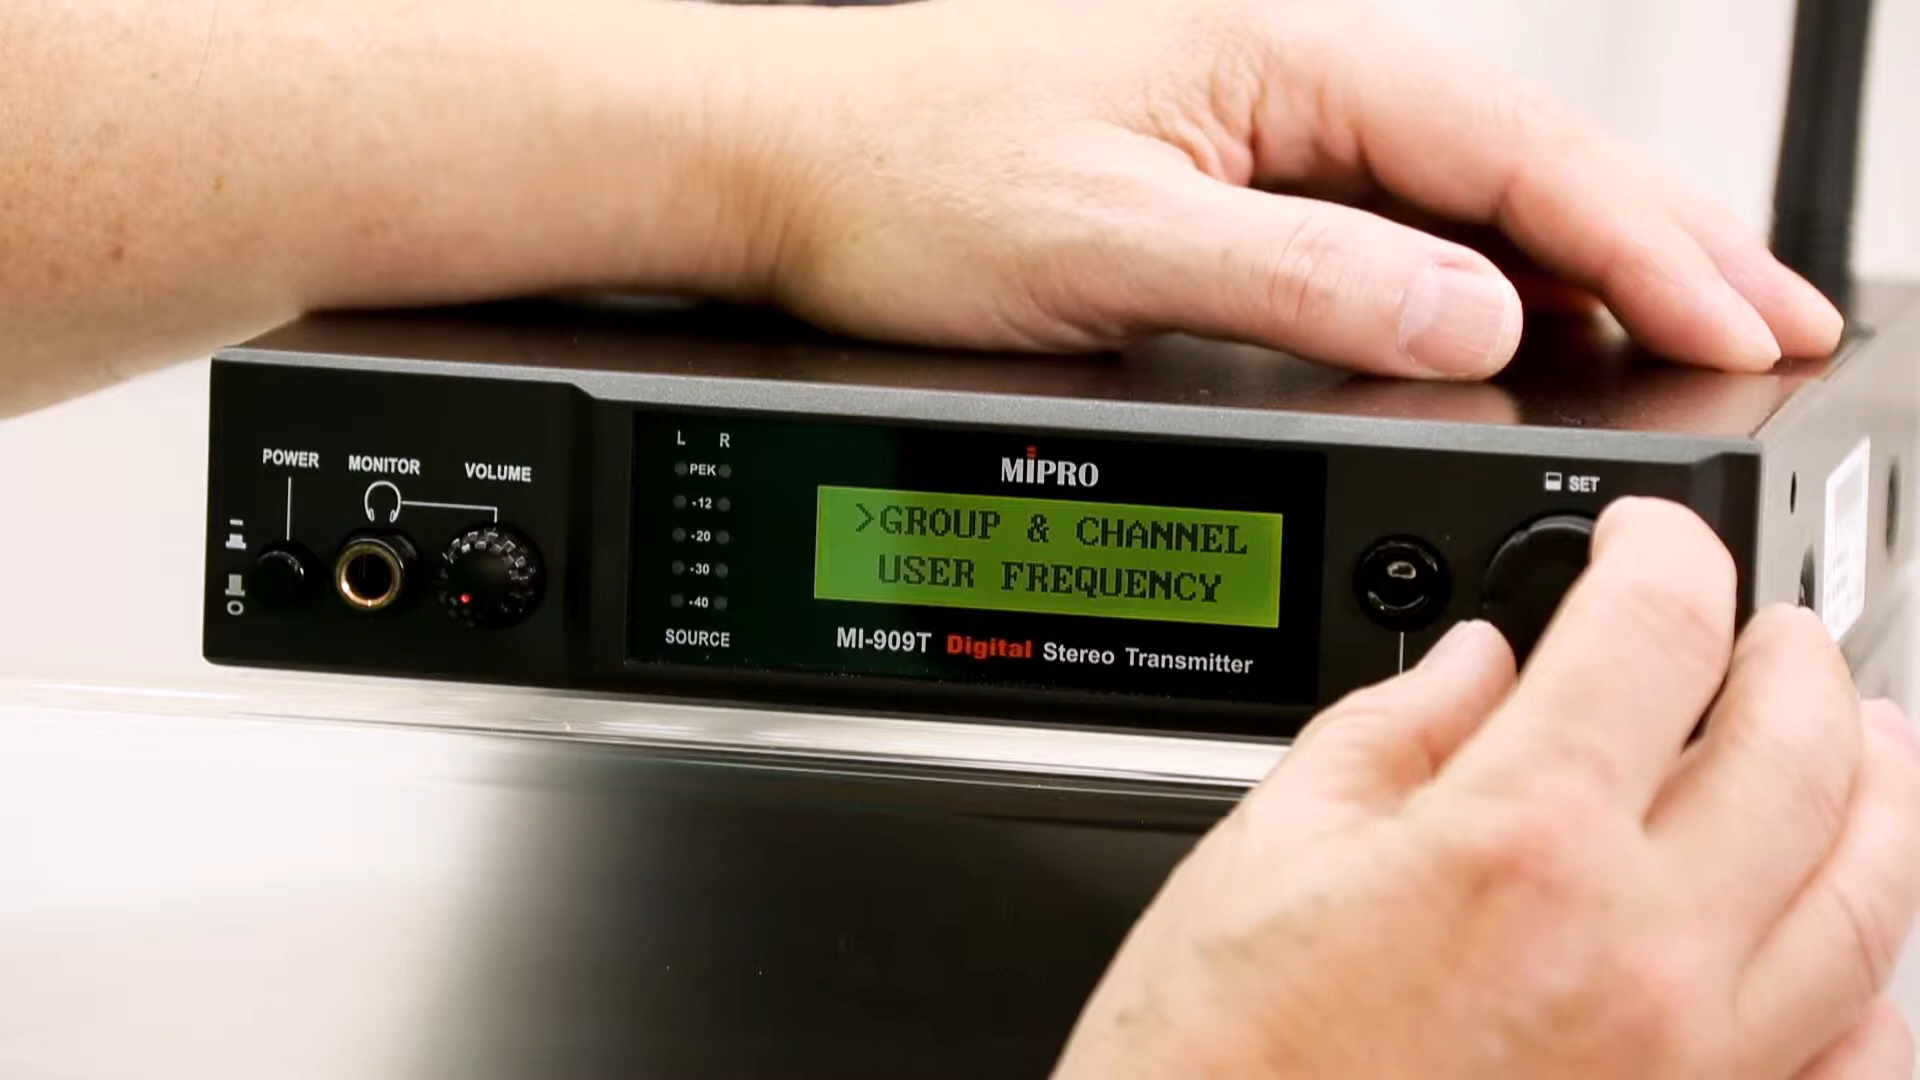 POWER
MONITOR
VOLUME
L R
PEK
-12
-20
-30
-40
SOURCE
MIPRO
>GROUP & CHANNEL
USER FREQUENCY
MI-909T Digital Stereo Transmitter
SET